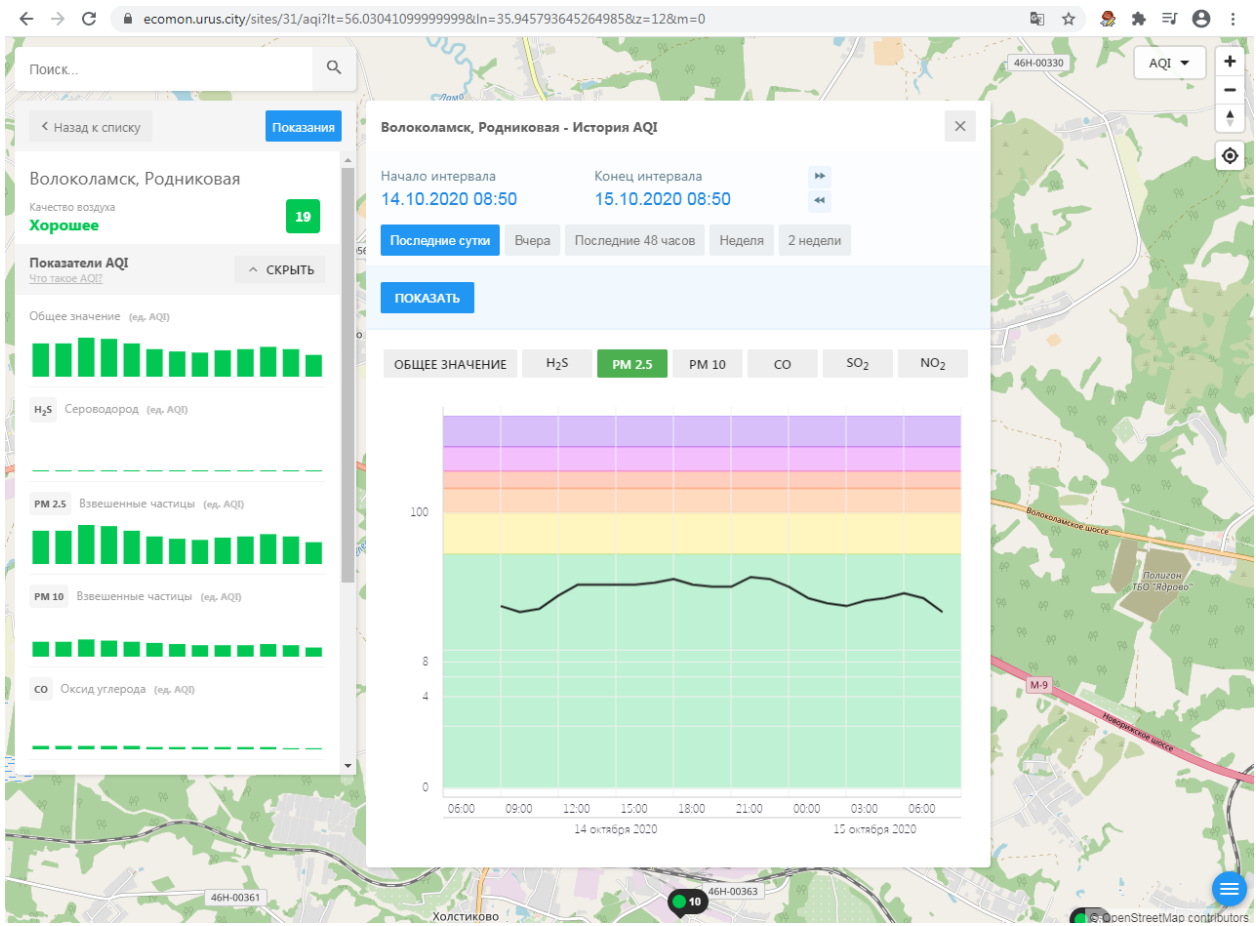 ecomon.urus.city/sites/31/aqi?lt=56.03041099999999&ln=35.94579364526498​5&z=12&m=0
Поиск...
46Н-00330
AQI
Ламо
Назад к списку
Показания
Волоколамск, Родниковая
Качество воздуха
Хорошее
19
Показатели AQI
Что такое AQI?
СКРЫТЬ
Общее значение (ед. AQI)
H₂S Сероводород (ед. AQI)
PM 2.5 Взвешенные частицы (ед. AQI)
PM 10 Взвешенные частицы (ед. AQI)
CO Оксид углерода (ед. AQI)
Волоколамск, Родниковая - История AQI
Начало интервала
Конец интервала
14.10.2020 08:50
15.10.2020 08:50
Последние сутки
Вчера
Последние 48 часов
Неделя
2 недели
ПОКАЗАТЬ
ОБЩЕЕ ЗНАЧЕНИЕ
H₂S
PM 2.5
PM 10
CO
SO₂
NO₂
100
8
4
0
06:00 09:00 12:00 15:00 18:00 21:00 00:00 03:00 06:00
14 октября 2020
15 октября 2020
Волоколамское шоссе
Полигон
ТБО "Ядрово"
М-9
Новорижское шоссе
46Н-00361
46Н-00363
10
Холстиково
© OpenStreetMap contributors